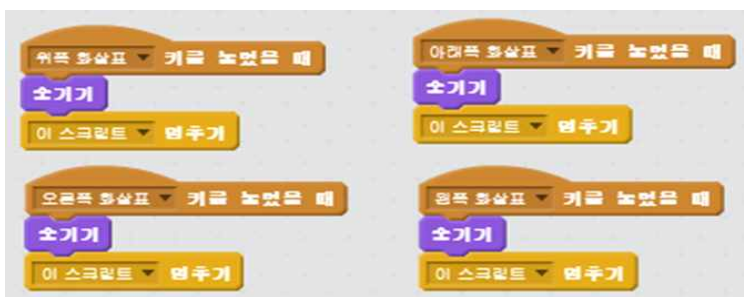 위쪽 화살표 키를 눌렀을 때
숨기기
이 스크립트 멈추기
아래쪽 화살표 키를 눌렀을 때
숨기기
이 스크립트 멈추기
오른쪽 화살표 키를 눌렀을 때
숨기기
이 스크립트 멈추기
왼쪽 화살표 키를 눌렀을 때
숨기기
이 스크립트 멈추기